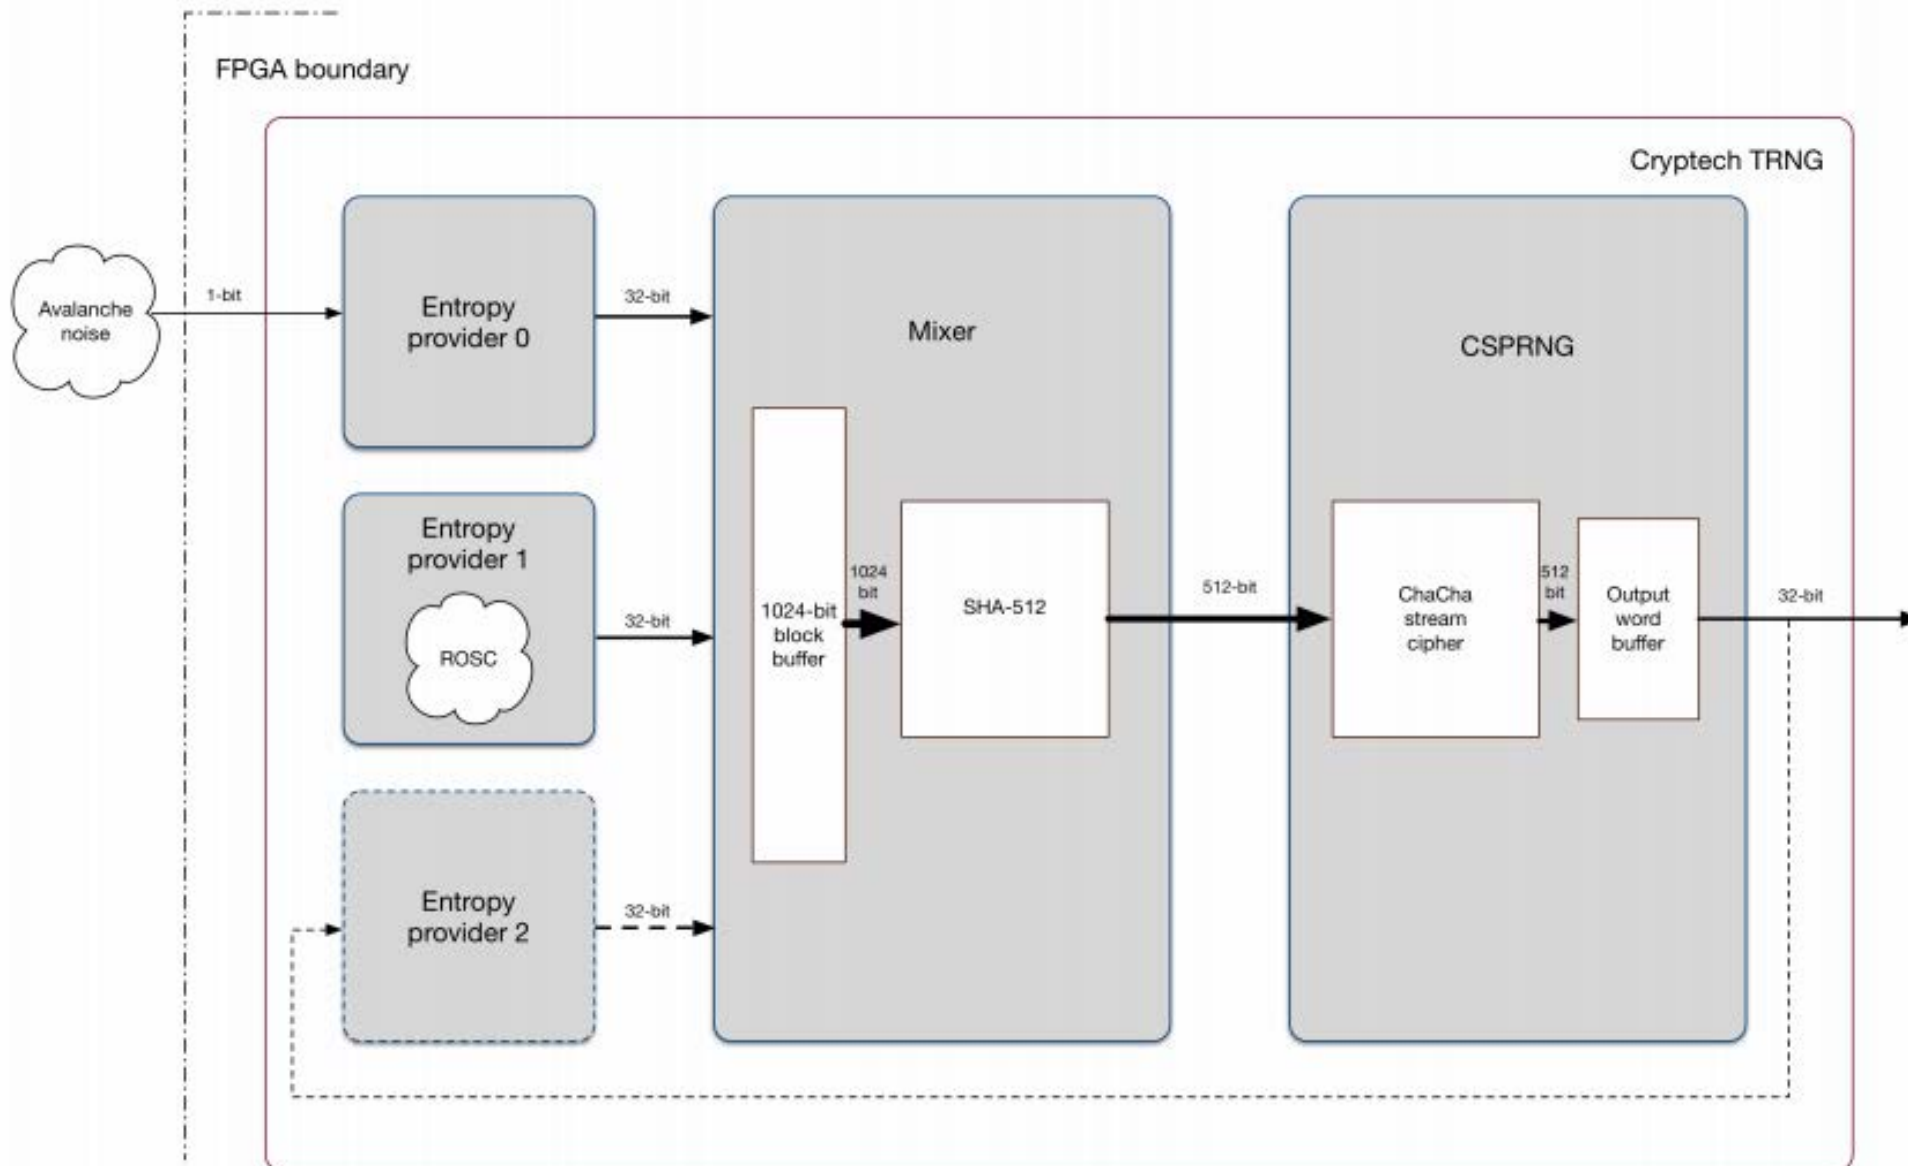 FPGA boundary
Cryptech TRNG
Avalanche
noise
1-bit
Entropy
provider 0
32-bit
Mixer
CSPRNG
Entropy
provider 1
ROSC
32-bit
1024-bit
block
buffer
1024
bit
SHA-512
512-bit
ChaCha
stream
cipher
512
bit
Output
word
buffer
32-bit
Entropy
provider 2
32-bit